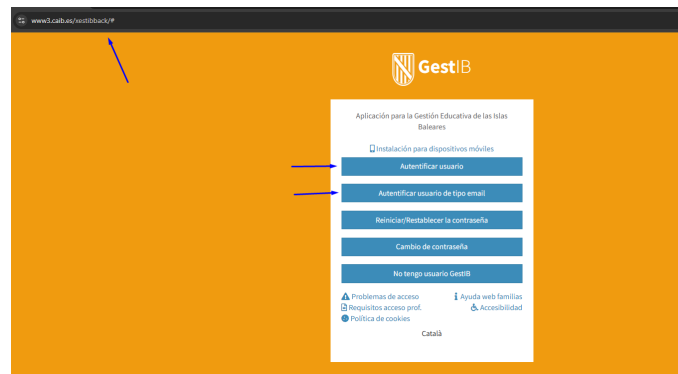 www3.caib.es/xestibback/#
GestIB
Aplicación para la Gestión Educativa de las Islas
Baleares
Instalación para dispositivos móviles
Autentificar usuario
Autentificar usuario de tipo email
Reiniciar/Restablecer la contraseña
Cambio de contraseña
No tengo usuario GestIB
Problemas de acceso
Ayuda web familias
Requisitos acceso prof.
Accesibilidad
Política de cookies
Català